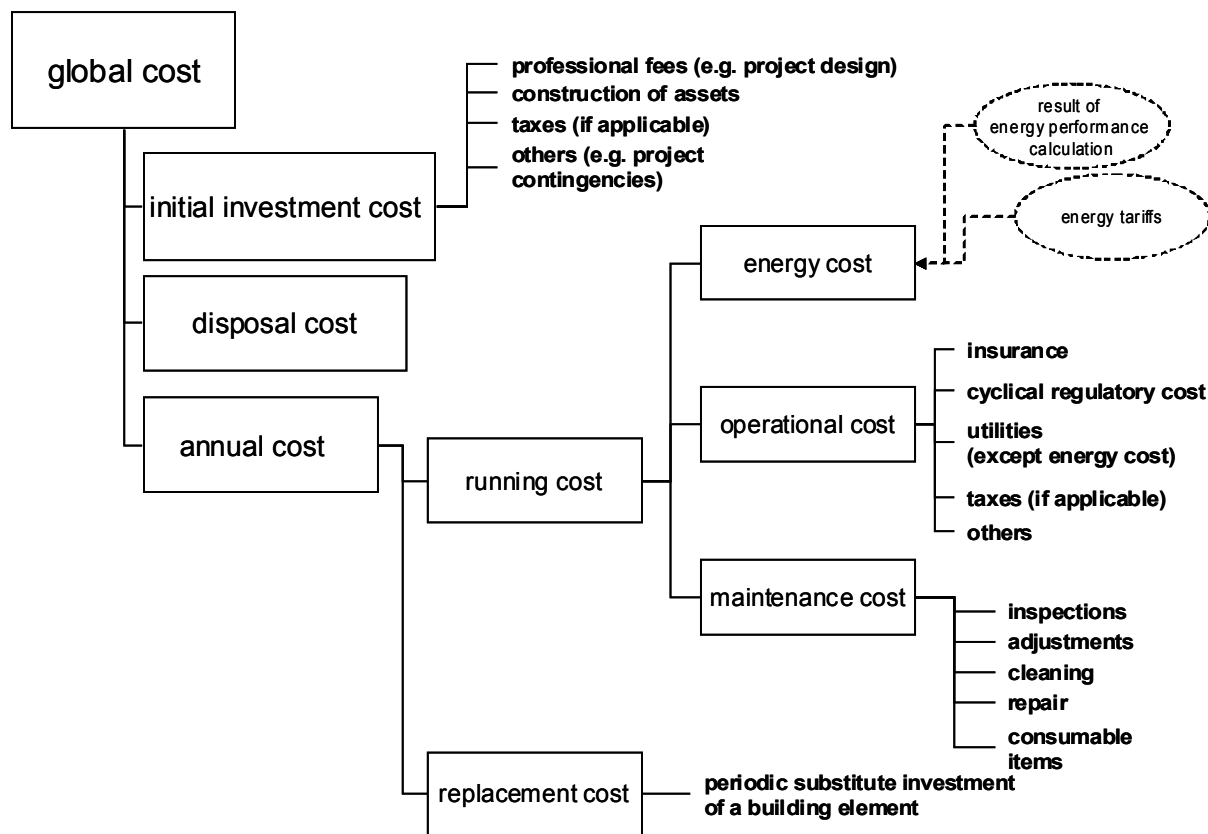 global cost
professional fees (e.g. project design)
construction of assets
taxes (if applicable)
others (e.g. project
contingencies)
result of
energy performance
calculation
initial investment cost
energy tariffs
energy cost
disposal cost
insurance
cyclical regulatory cost
operational cost
utilities
(except energy cost)
annual cost
running cost
taxes (if applicable)
others
maintenance cost
inspections
adjustments
cleaning
repair
consumable
items
replacement cost
periodic substitute investment
of a building element